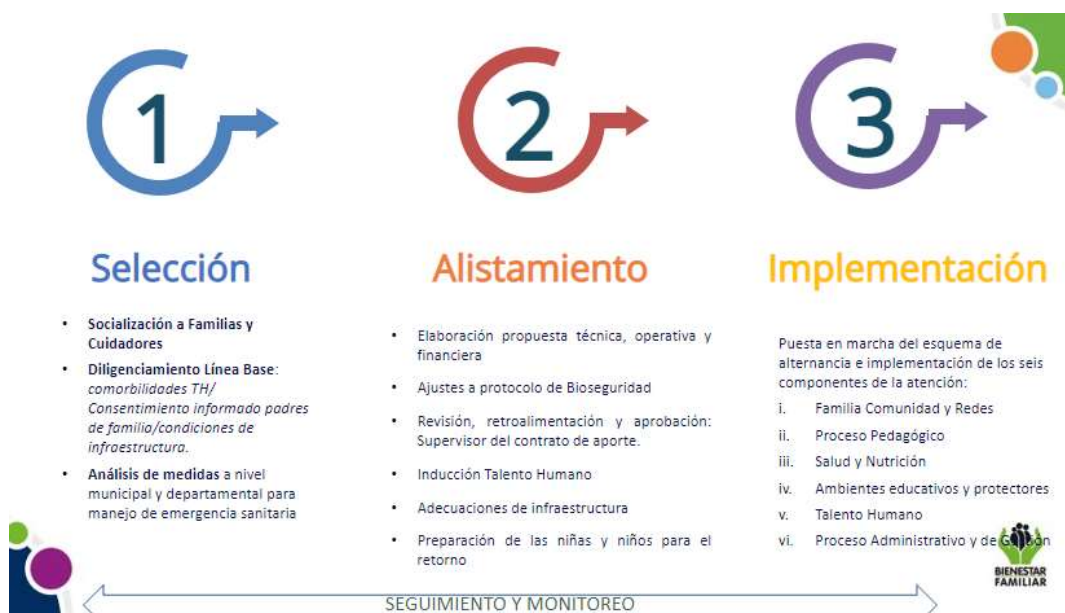 1
2
3
Selección
• Socialización a Familias y
Cuidadores
• Diligenciamiento Línea Base:
comorbilidades TH/
Consentimiento informado padres
de familia/condiciones de
infraestructura.
• Análisis de medidas a nivel
municipal y departamental para
manejo de emergencia sanitaria
Alistamiento
• Elaboración propuesta técnica, operativa y
financiera
• Ajustes a protocolo de Bioseguridad
• Revisión, retroalimentación y aprobación:
Supervisor del contrato de aporte.
• Inducción Talento Humano
• Adecuaciones de infraestructura
• Preparación de las niñas y niños para el
retorno
Implementación
Puesta en marcha del esquema de
alternancia e implementación de los seis
componentes de la atención:
i. Familia Comunidad y Redes
ii. Proceso Pedagógico
iii. Salud y Nutrición
iv. Ambientes educativos y protectores
v. Talento Humano
vi. Proceso Administrativo y de Gestión
BIENESTAR
FAMILIAR
SEGUIMIENTO Y MONITOREO